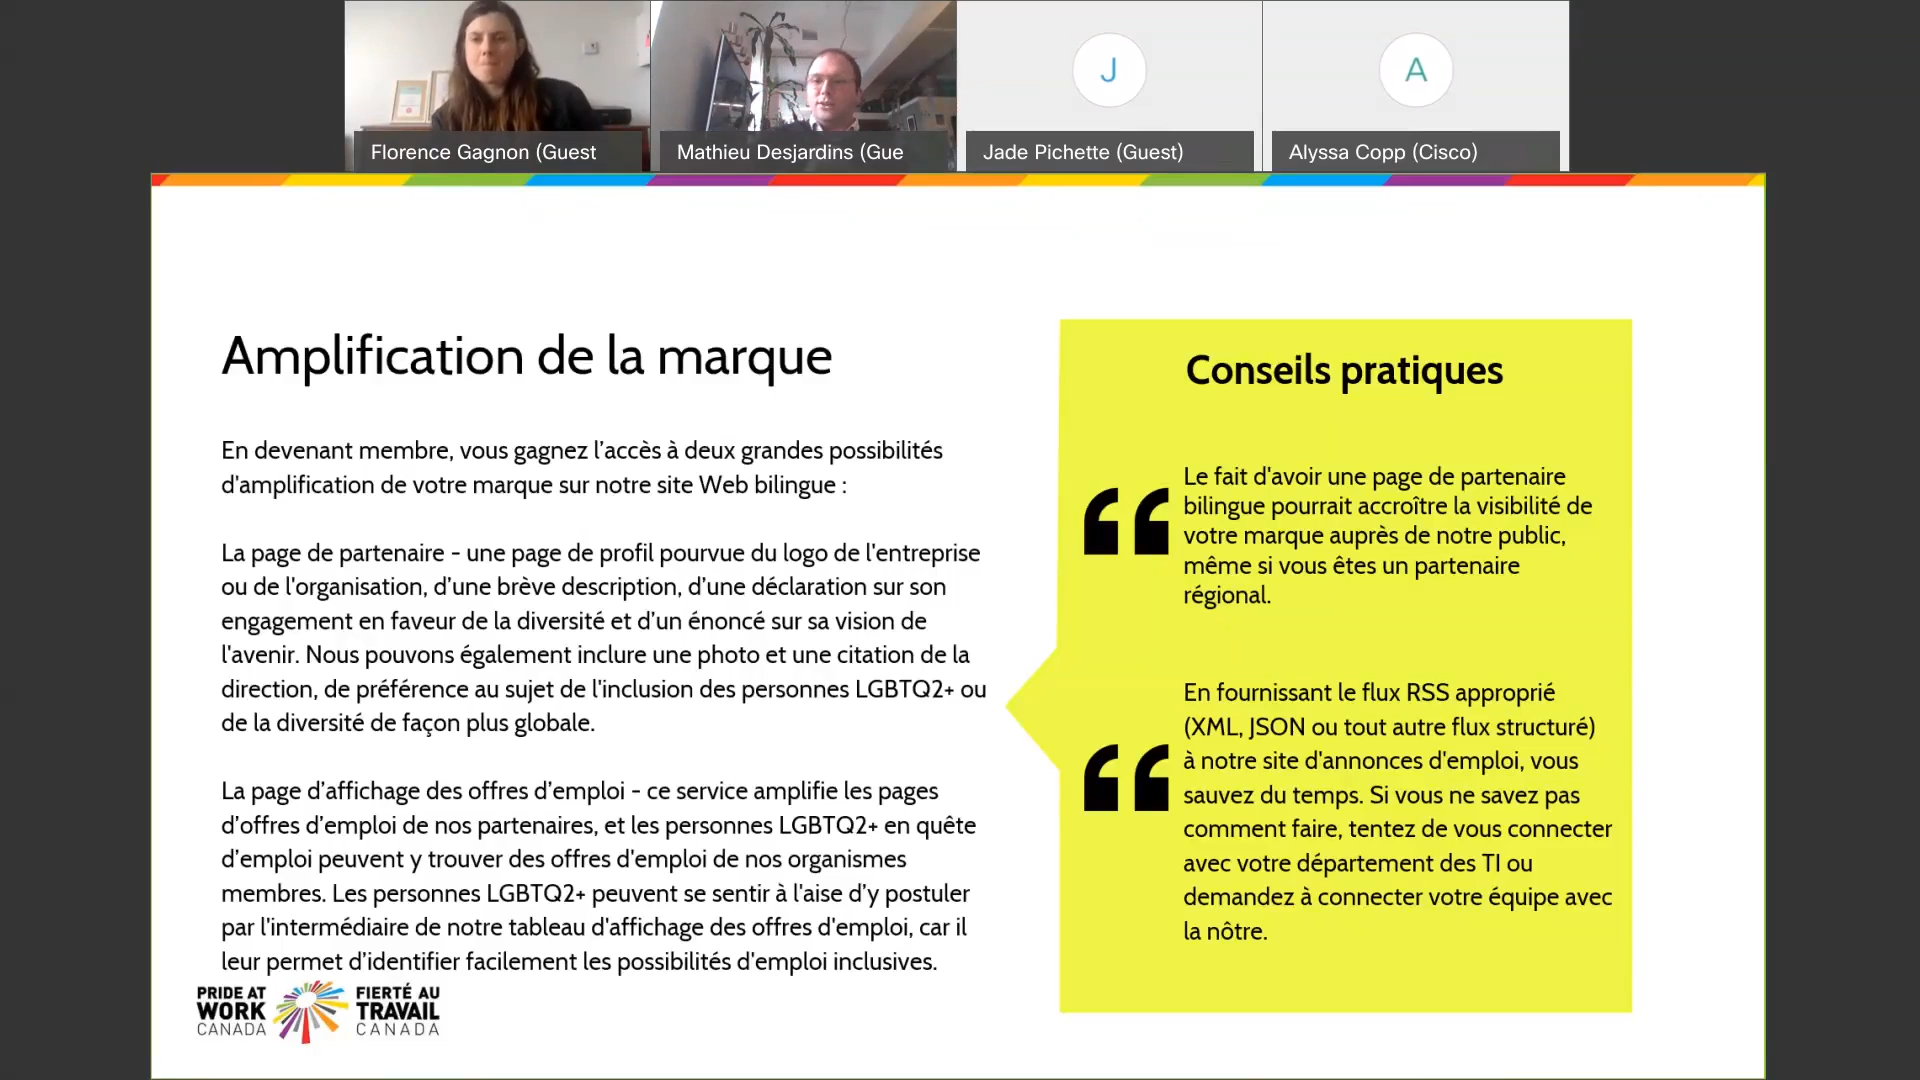 Florence Gagnon (Guest
Mathieu Desjardins (Gue
J
Jade Pichette (Guest)
A
Alyssa Copp (Cisco)
Amplification de la marque
En devenant membre, vous gagnez l’accès à deux grandes possibilités
d'amplification de votre marque sur notre site Web bilingue :
La page de partenaire - une page de profil pourvue du logo de l'entreprise
ou de l'organisation, d’une brève description, d’une déclaration sur son
engagement en faveur de la diversité et d’un énoncé sur sa vision de
l'avenir. Nous pouvons également inclure une photo et une citation de la
direction, de préférence au sujet de l'inclusion des personnes LGBTQ2+ ou
de la diversité de façon plus globale.
La page d’affichage des offres d’emploi - ce service amplifie les pages
d’offres d’emploi de nos partenaires, et les personnes LGBTQ2+ en quête
d’emploi peuvent y trouver des offres d'emploi de nos organismes
membres. Les personnes LGBTQ2+ peuvent se sentir à l'aise d’y postuler
par l'intermédiaire de notre tableau d'affichage des offres d'emploi, car il
leur permet d’identifier facilement les possibilités d'emploi inclusives.
Conseils pratiques
Le fait d'avoir une page de partenaire
bilingue pourrait accroître la visibilité de
votre marque auprès de notre public,
même si vous êtes un partenaire
régional.
En fournissant le flux RSS approprié
(XML, JSON ou tout autre flux structuré)
à notre site d'annonces d'emploi, vous
sauvez du temps. Si vous ne savez pas
comment faire, tentez de vous connecter
avec votre département des TI ou
demandez à connecter votre équipe avec
la nôtre.
PRIDE AT
WORK
CANADA
FIERTÉ AU
TRAVAIL
CANADA